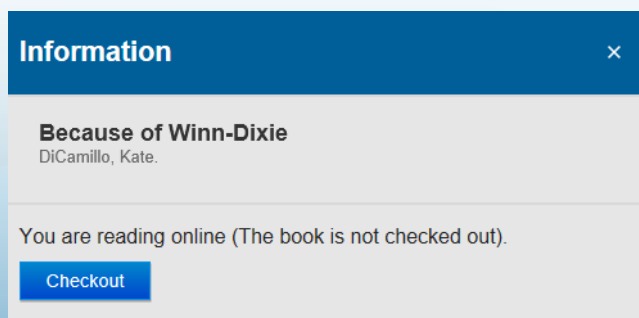 Information ×
Because of Winn-Dixie
DiCamillo, Kate.
You are reading online (The book is not checked out).
Checkout